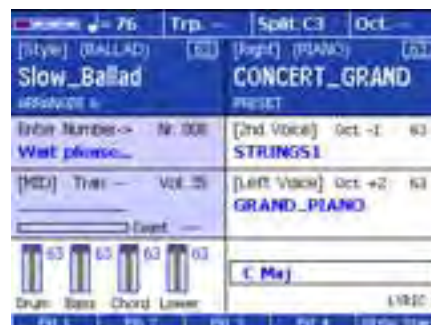 ♩= 76 Trp. -- Split C3 Oct --
[Style] (BALLAD) [63] [Right] (PIANO) [63]
Slow_Ballad CONCERT_GRAND
PRESET
Enter Number-> Nr. 000 [2nd Voice] Oct -1 63
Wait please... STRINGS1
[MID] Tran -- Vol. 35 [Left Voice] Oct +2 63
GRAND_PIANO
Count ---
63 63 63 63
C Maj
Drum Bass Chord Lower LYRIC